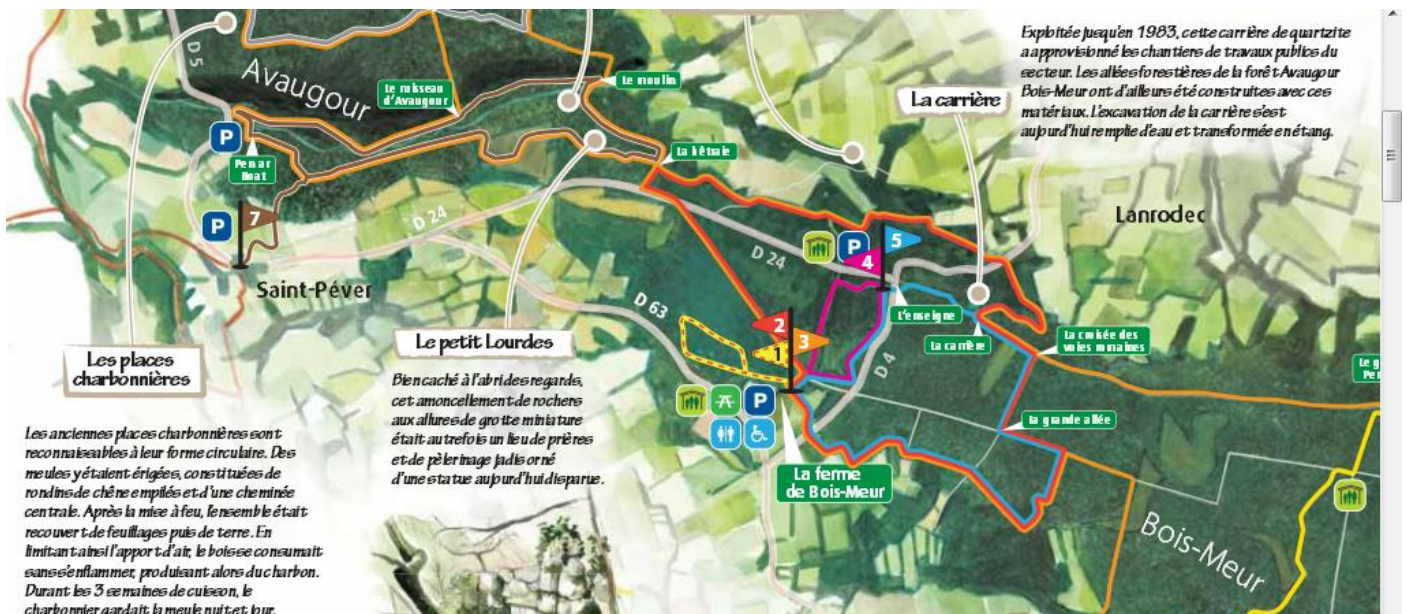 Exploitée jusqu'en 1983, cette carrière de quartzite
a approvisionné les chantiers de travaux publics du
secteur. Les allées forestières de la forêt Avaugour
Bois-Meur ont d'ailleurs été construites avec ces
matériaux. L'excavation de la carrière s'est
aujourd'hui remplie d'eau et transformée en étang.
D 5
Avaugour
Le ruisseau
d'Avaugour
Le moulin
La carrière
P
Pen ar
Hoat
La hêtraie
Lanrodec
P
7
D 24
Saint-Péver
D 24
P
5
4
L'enseigne
D 63
2
3
1
La carrière
La croisée des
voies romaines
D 4
Les places
charbonnières
Le petit Lourdes
P
La grande allée
La ferme
de Bois-Meur
Bois-Meur
Bien caché à l'abri des regards,
cet amoncellement de rochers
aux allures de grotte miniature
était autrefois un lieu de prières
et de pèlerinage jadis orné
d'une statue aujourd'hui disparue.
Les anciennes places charbonnières sont
reconnaissables à leur forme circulaire. Des
meules y étaient érigées, constituées de
rondins de chêne empilés et d'une cheminée
centrale. Après la mise à feu, l'ensemble était
recouvert de feuillages puis de terre. En
limitant ainsi l'apport d'air, le bois se consumait
sans s'enflammer, produisant alors du charbon.
Durant les 3 semaines de cuisson, le
charbonnier gardait la meule nuit et jour.